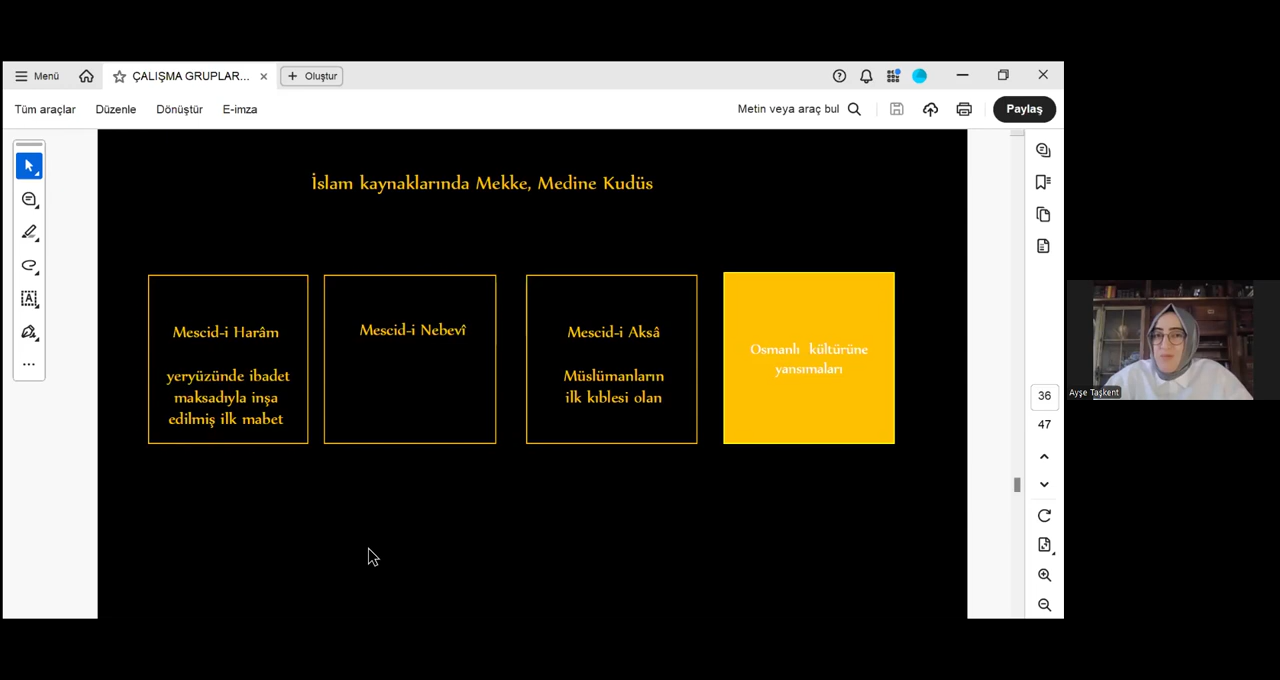 Menü
ÇALIŞMA GRUPLAR...
Oluştur
Tüm araçlar
Düzenle
Dönüştür
E-imza
Metin veya araç bul
Paylaş
İslam kaynaklarında Mekke, Medine Kudüs
Mescid-i Harâm
yeryüzünde ibadet
maksadıyla inşa
edilmiş ilk mabet
Mescid-i Nebevî
Mescid-i Aksâ
Müslümanların
ilk kıblesi olan
Osmanlı kültürüne
yansımaları
36
47
Ayşe Taşkent